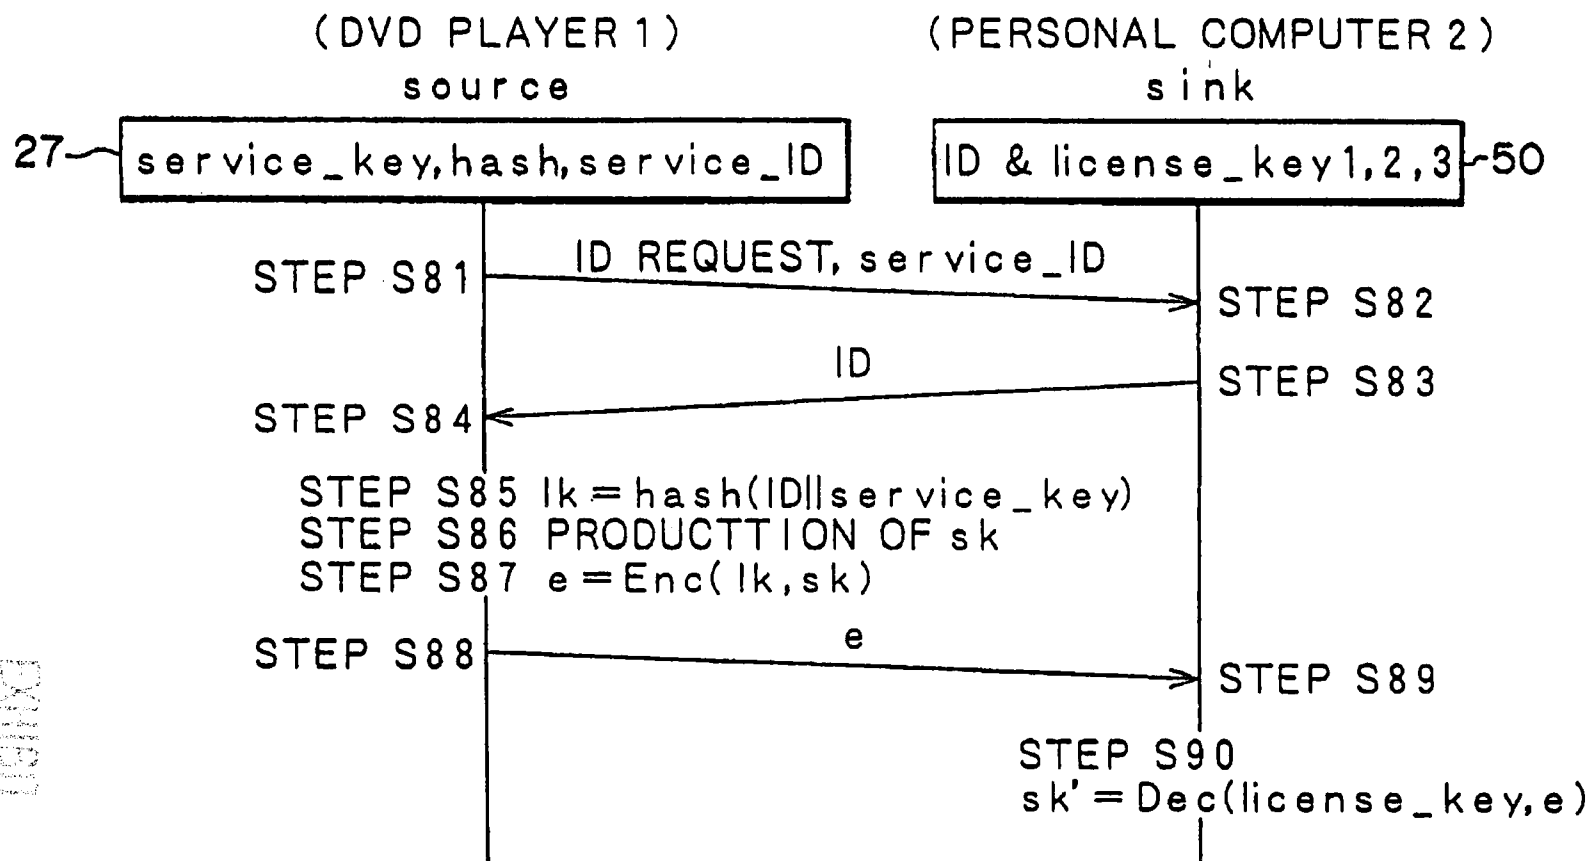 (DVD PLAYER 1)
(PERSONAL COMPUTER 2)
source
sink
27
service_key,hash,service_ID
ID & license_key1,2,3
50
ID REQUEST, service_ID
STEP S81
STEP S82
ID
STEP S83
STEP S84
STEP S85 lk=hash(ID||service_key)
STEP S86 PRODUCTTION OF sk
STEP S87 e=Enc(lk,sk)
e
STEP S88
STEP S89
STEP S90
sk'=Dec(license_key,e)